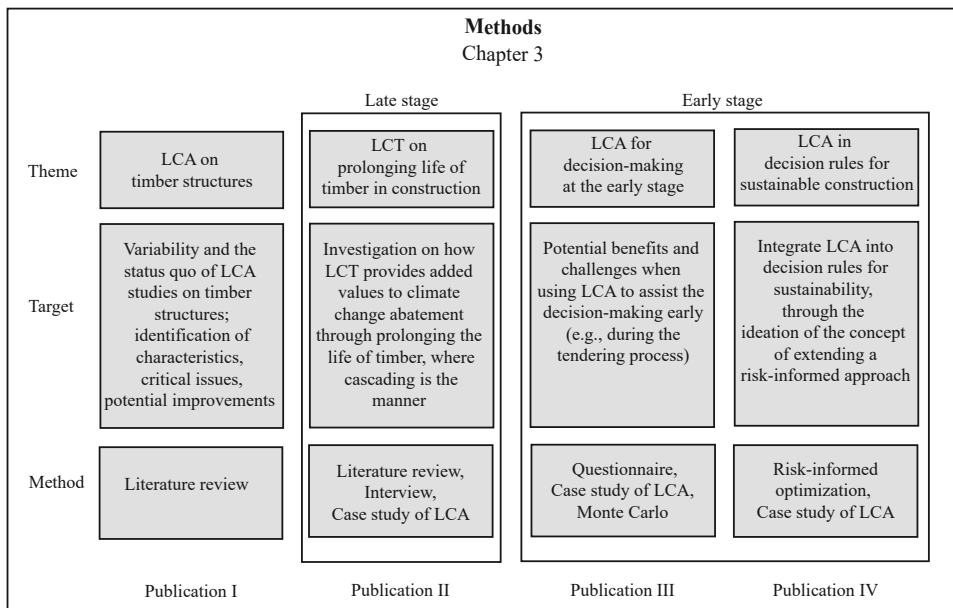 Methods
Chapter 3
Late stage
Early stage
Theme
LCA on
timber structures
LCT on
prolonging life of
timber in construction
LCA for
decision-making
at the early stage
LCA in
decision rules for
sustainable construction
Target
Variability and the
status quo of LCA
studies on timber
structures;
identification of
characteristics,
critical issues,
potential improvements
Investigation on how
LCT provides added
values to climate
change abatement
through prolonging the
life of timber, where
cascading is the
manner
Potential benefits and
challenges when
using LCA to assist the
decision-making early
(e.g., during the
tendering process)
Integrate LCA into
decision rules for
sustainability,
through the
ideation of the concept
of extending a
risk-informed approach
Method
Literature review
Literature review,
Interview,
Case study of LCA
Questionnaire,
Case study of LCA,
Monte Carlo
Risk-informed
optimization,
Case study of LCA
Publication I
Publication II
Publication III
Publication IV